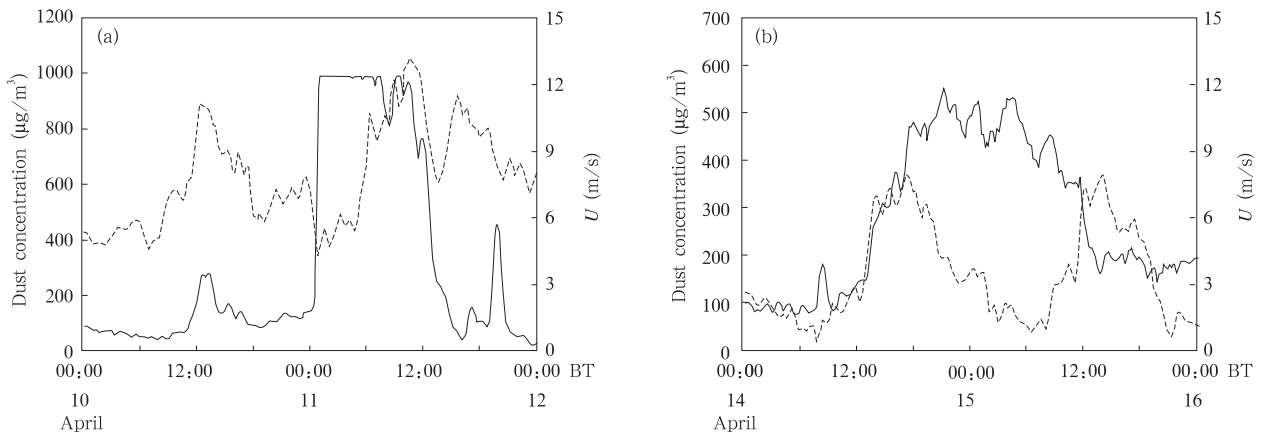 (a)
Dust concentration (μg/m³)
1200
1000
800
600
400
200
0
15
12
9
6
3
0
U (m/s)
00:00 12:00 00:00 12:00 00:00 BT
10 11 12
April
(b)
Dust concentration (μg/m³)
700
600
500
400
300
200
100
0
15
12
9
6
3
0
U (m/s)
00:00 12:00 00:00 12:00 00:00 BT
14 15 16
April